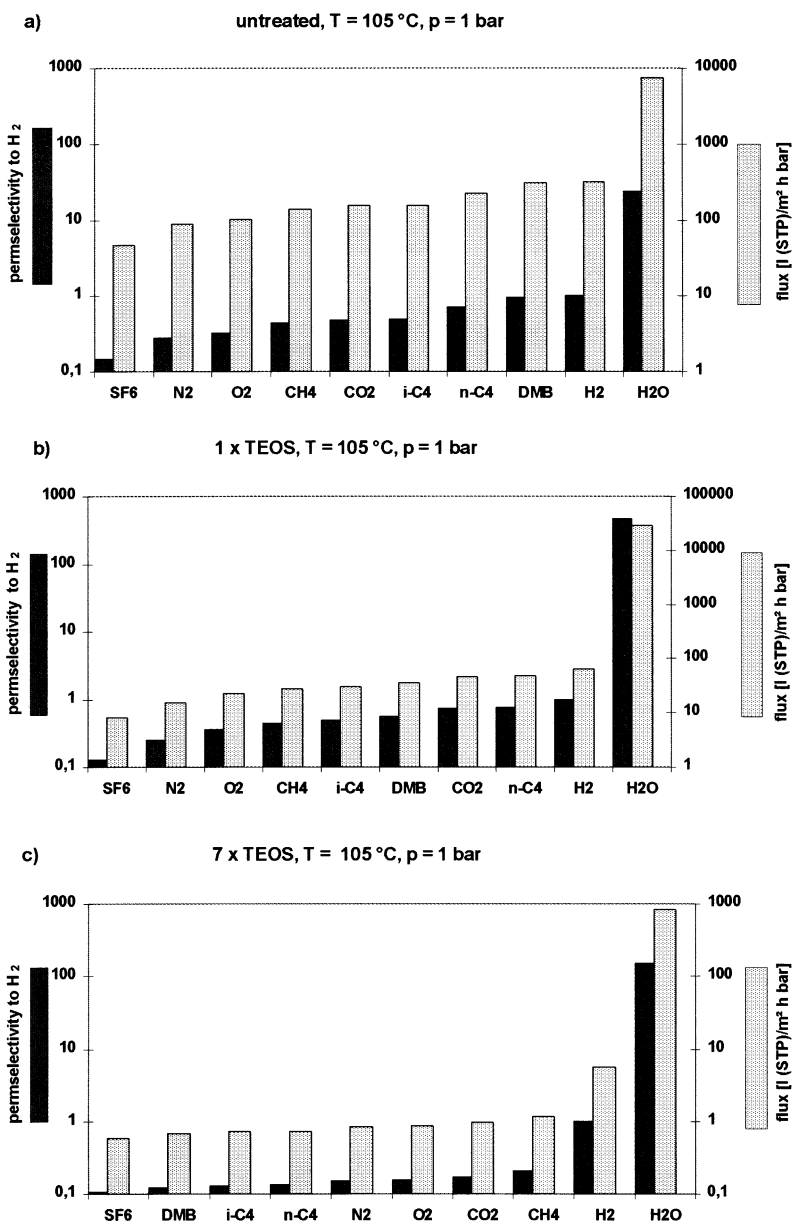 a)
untreated, T = 105 °C, p = 1 bar
permselectivity to H2
1000
100
10
1
0,1
10000
1000
100
10
1
flux [l (STP)/m² h bar]
SF6 N2 O2 CH4 CO2 i-C4 n-C4 DMB H2 H2O
b)
1 x TEOS, T = 105 °C, p = 1 bar
permselectivity to H2
1000
100
10
1
0,1
100000
10000
1000
100
10
1
flux [l (STP)/m² h bar]
SF6 N2 O2 CH4 i-C4 DMB CO2 n-C4 H2 H2O
c)
7 x TEOS, T = 105 °C, p = 1 bar
permselectivity to H2
1000
100
10
1
0,1
1000
100
10
1
0,1
flux [l (STP)/m² h bar]
SF6 DMB i-C4 n-C4 N2 O2 CO2 CH4 H2 H2O